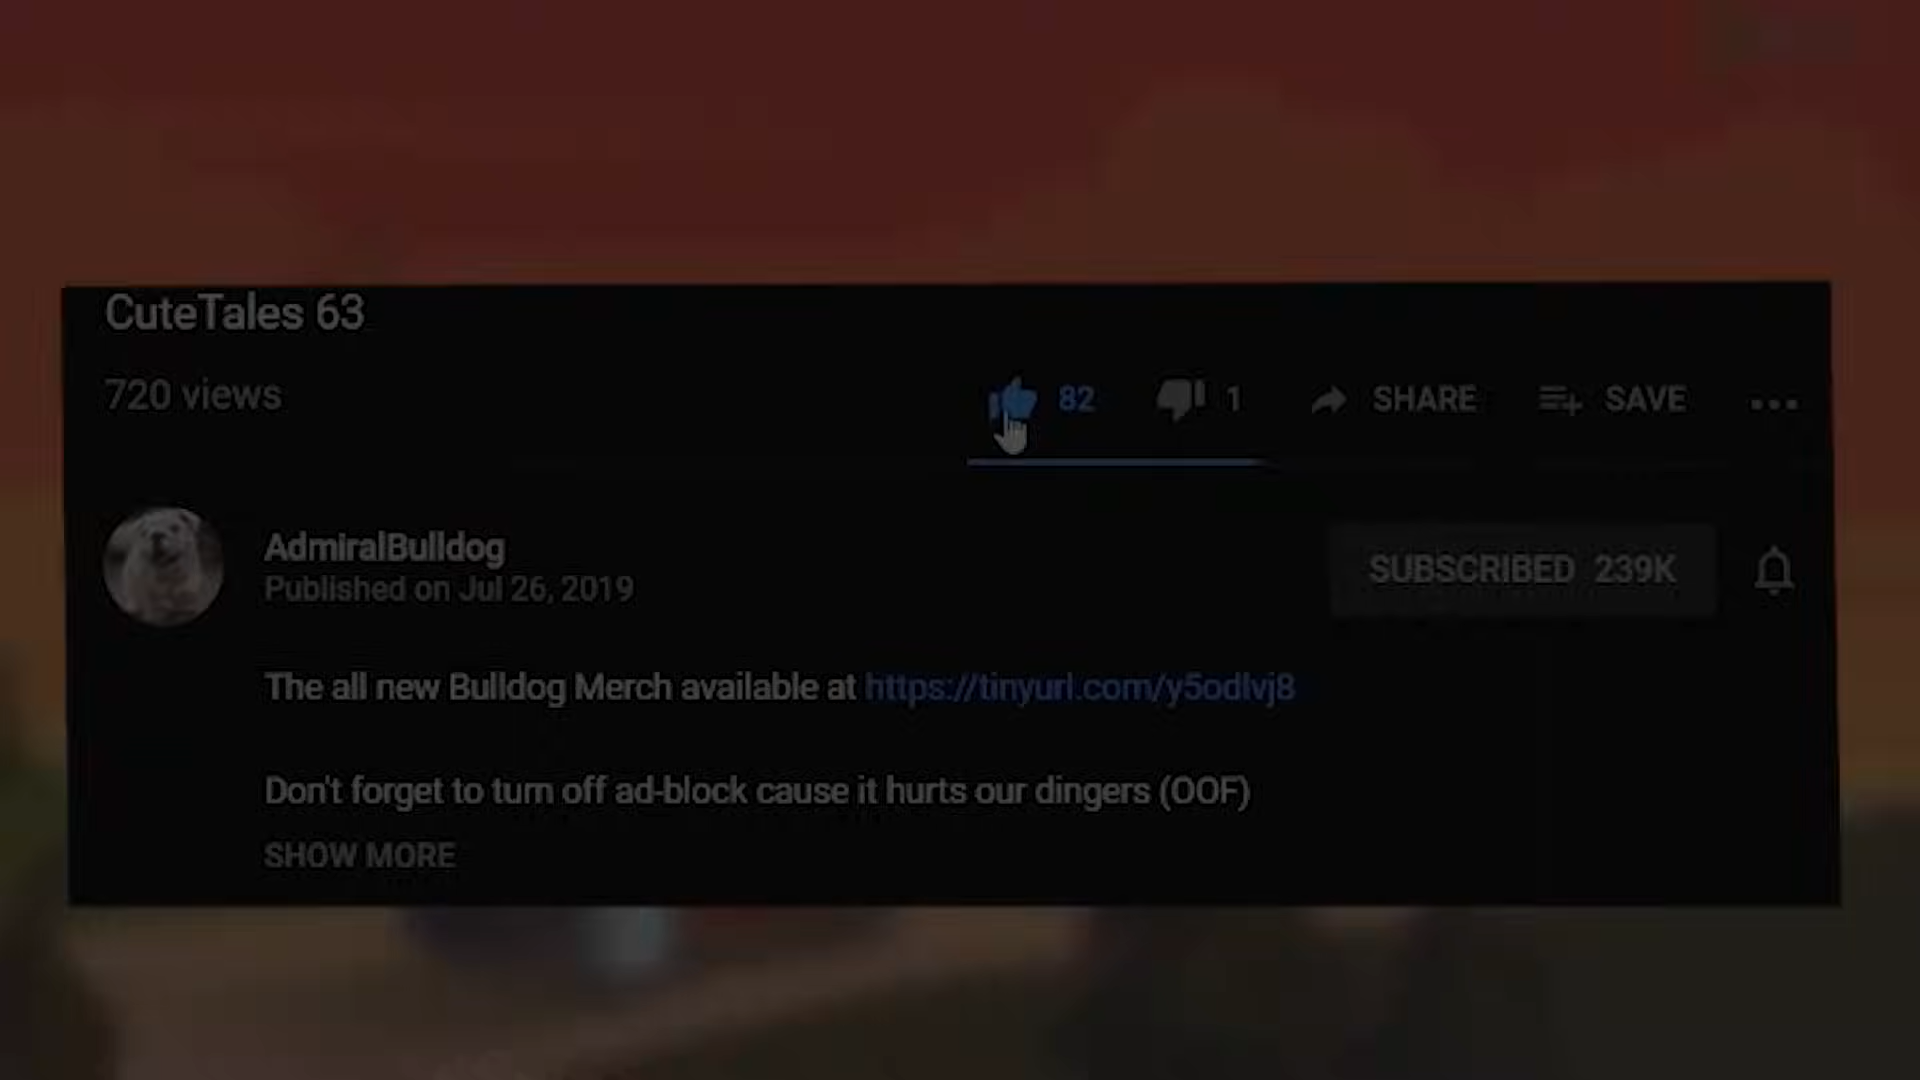 CuteTales 63
720 views
82 1 SHARE SAVE
AdmiralBulldog
Published on Jul 26, 2019
SUBSCRIBED 239K
The all new Bulldog Merch available at https://tinyurl.com/y5odlvj8
Don't forget to turn off ad-block cause it hurts our dingers (OOF)
SHOW MORE